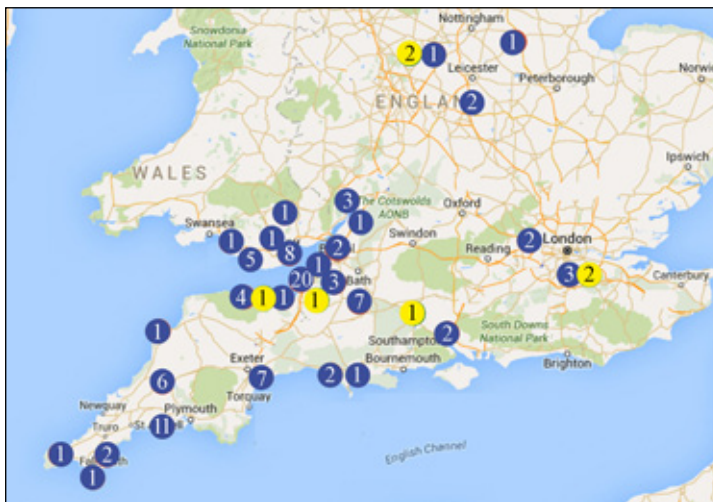 Snowdonia
National Park
Nottingham
2
1
1
Leicester
Peterborough
Norwi
2
ENGLAN
WALES
Ipswich
3
The Cotswolds
AONB
1
1
Oxford
Swansea
1
1
2
Swindon
2
London
5
8
1
Reading
Bath
20
3
3
2
Canterbury
4
1
1
1
7
1
Southampton
2
South Downs
National Park
1
Exeter
Bournemouth
Brighton
6
7
2
1
Torquay
Newquay
Plymouth
Truro
11
English Channel
1
2
1